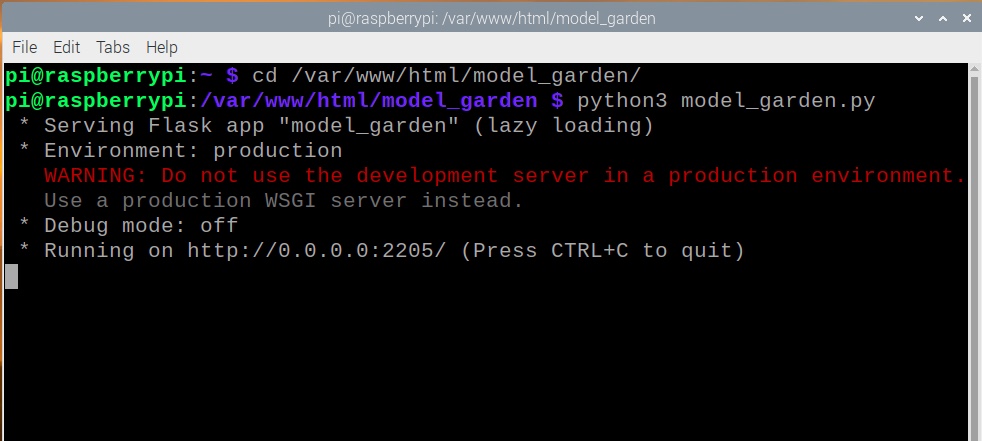 pi@raspberrypi: /var/www/html/model_garden
File Edit Tabs Help
pi@raspberrypi:~ $ cd /var/www/html/model_garden/
pi@raspberrypi:/var/www/html/model_garden $ python3 model_garden.py
 * Serving Flask app "model_garden" (lazy loading)
 * Environment: production
   WARNING: Do not use the development server in a production environment.
   Use a production WSGI server instead.
 * Debug mode: off
 * Running on http://0.0.0.0:2205/ (Press CTRL+C to quit)